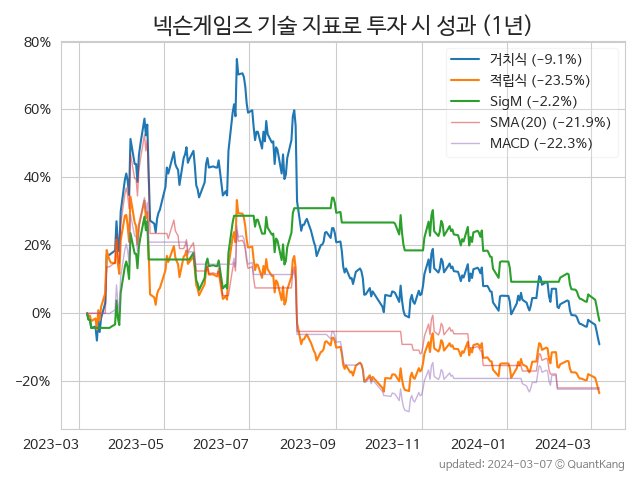 넥슨게임즈 기술 지표로 투자 시 성과 (1년)
80%
60%
40%
20%
0%
−20%
거치식 (−9.1%)
적립식 (−23.5%)
SigM (−2.2%)
SMA(20) (−21.9%)
MACD (−22.3%)
2023-03 2023-05 2023-07 2023-09 2023-11 2024-01 2024-03
updated: 2024-03-07 © QuantKang